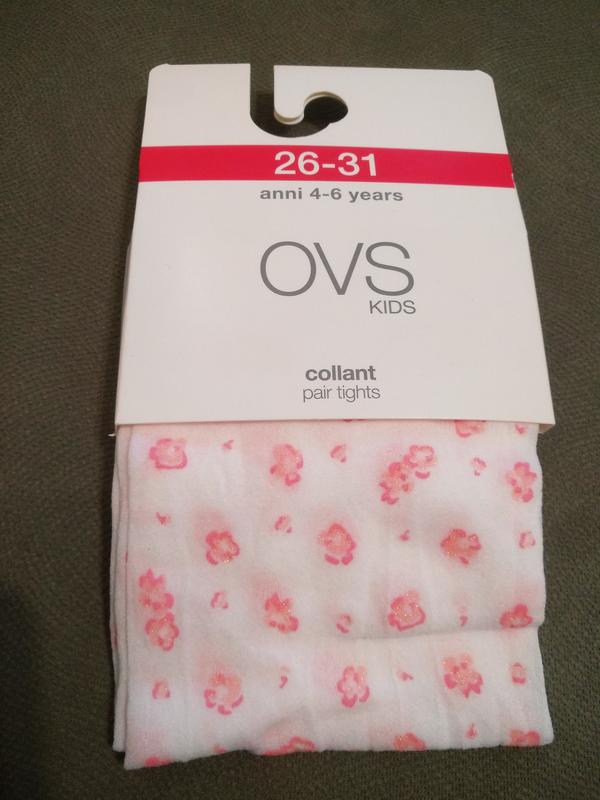 26-31
anni 4-6 years
OVS
KIDS
collant
pair tights